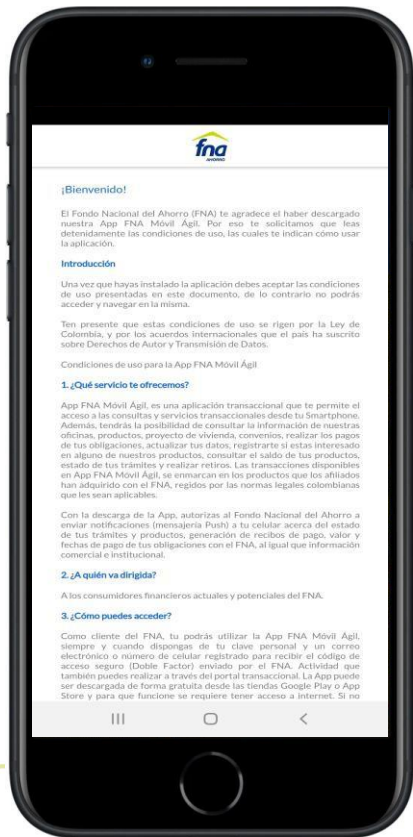 fna
AHORRO
¡Bienvenido!
El Fondo Nacional del Ahorro (FNA) te agradece el haber descargado
nuestra App FNA Móvil Ágil. Por eso te solicitamos que leas
detenidamente las condiciones de uso, las cuales te indican cómo usar
la aplicación.
Introducción
Una vez que hayas instalado la aplicación debes aceptar las condiciones
de uso presentadas en este documento, de lo contrario no podrás
acceder y navegar en la misma.
Ten presente que estas condiciones de uso se rigen por la Ley de
Colombia, y por los acuerdos internacionales que el país ha suscrito
sobre Derechos de Autor y Transmisión de Datos.
Condiciones de uso para la App FNA Móvil Ágil
1. ¿Qué servicio te ofrecemos?
App FNA Móvil Ágil, es una aplicación transaccional que te permite el
acceso a las consultas y servicios transaccionales desde tu Smartphone.
Además, tendrás la posibilidad de consultar la información de nuestras
oficinas, productos, proyecto de vivienda, convenios, realizar los pagos
de tus obligaciones, actualizar tus datos, registrarte si estas interesado
en alguno de nuestros productos, consultar el saldo de tus productos,
estado de tus trámites y realizar retiros. Las transacciones disponibles
en App FNA Móvil Ágil, se enmarcan en los productos que los afiliados
han adquirido con el FNA, regidos por las normas legales colombianas
que les sean aplicables.
Con la descarga de la App, autorizas al Fondo Nacional del Ahorro a
enviar notificaciones (mensajería Push) a tu celular acerca del estado
de tus trámites y productos, generación de recibos de pago, valor y
fechas de pago de tus obligaciones con el FNA, al igual que información
comercial e institucional.
2. ¿A quién va dirigida?
A los consumidores financieros actuales y potenciales del FNA.
3. ¿Cómo puedes acceder?
Como cliente del FNA, tu podrás utilizar la App FNA Móvil Ágil,
siempre y cuando dispongas de tu clave personal y un correo
electrónico o número de celular registrado para recibir el código de
acceso seguro (Doble Factor) enviado por el FNA. Actividad que
también puedes realizar a través del portal transaccional. La App puede
ser descargada de forma gratuita desde las tiendas Google Play o App
Store y para que funcione se requiere tener acceso a internet. Si no